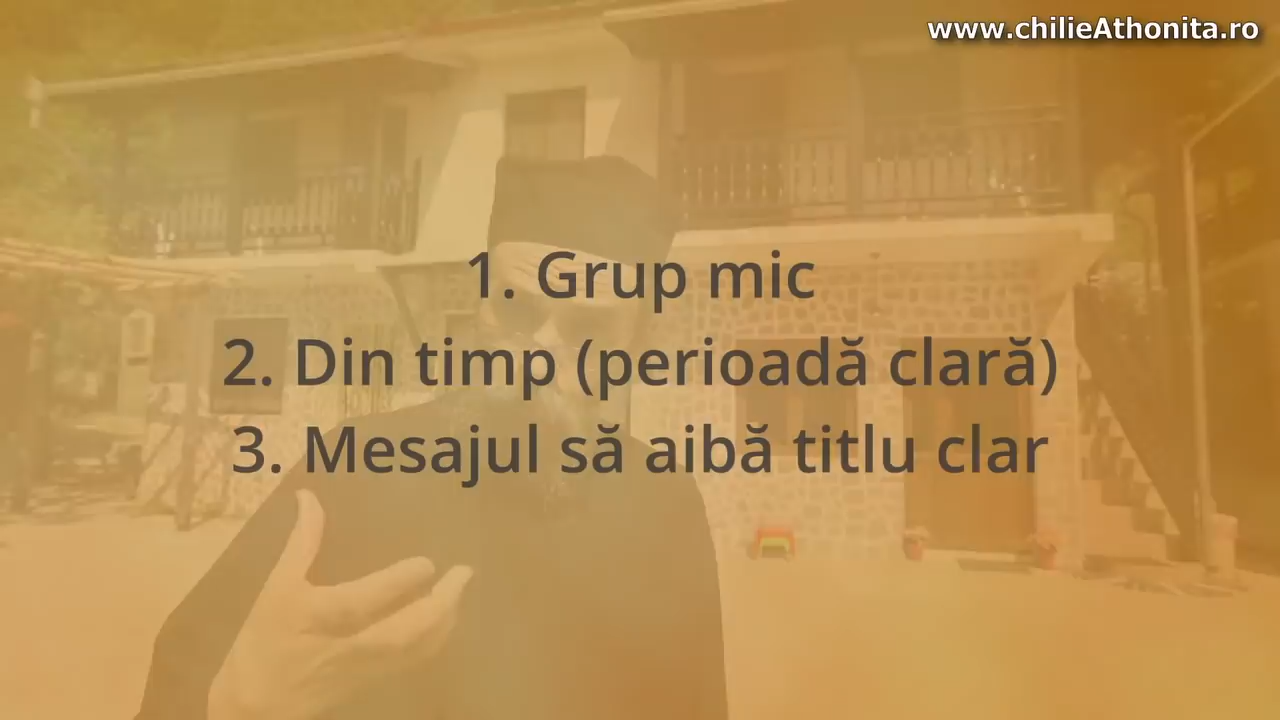 www.chilieAthonita.ro
1. Grup mic
2. Din timp (perioadă clară)
3. Mesajul să aibă titlu clar